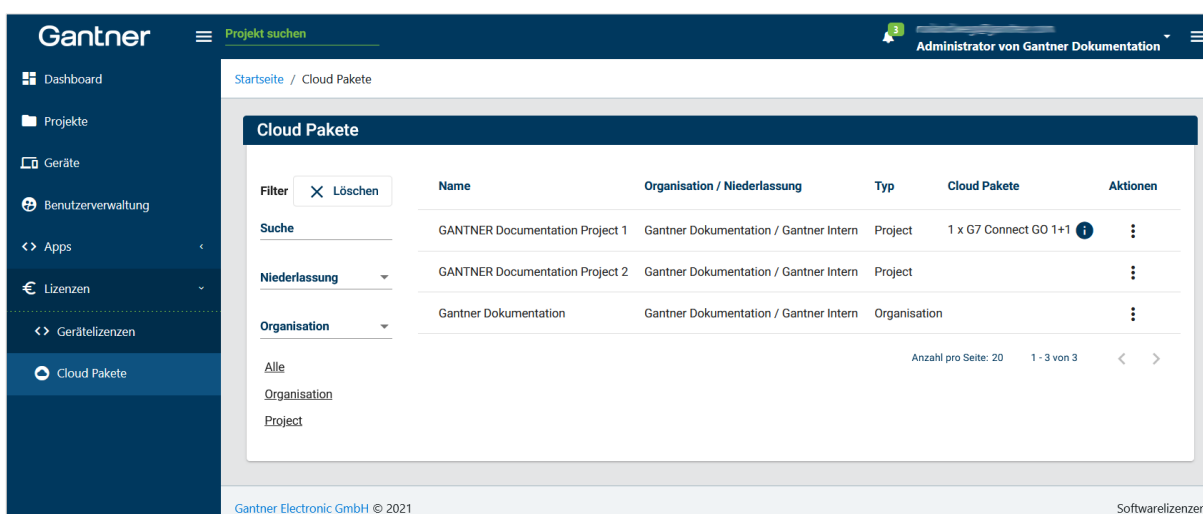 Gantner
Projekt suchen
3
Administrator von Gantner Dokumentation
Dashboard
Projekte
Geräte
Benutzerverwaltung
Apps
Lizenzen
Gerätelizenzen
Cloud Pakete
Startseite / Cloud Pakete
Cloud Pakete
Filter
Löschen
Suche
Niederlassung
Organisation
Alle
Organisation
Project
Name Organisation / Niederlassung Typ Cloud Pakete Aktionen
GANTNER Documentation Project 1 Gantner Dokumentation / Gantner Intern Project 1 x G7 Connect GO 1+1
GANTNER Documentation Project 2 Gantner Dokumentation / Gantner Intern Project
Gantner Dokumentation Gantner Dokumentation / Gantner Intern Organisation
Anzahl pro Seite: 20 1 - 3 von 3
Gantner Electronic GmbH © 2021